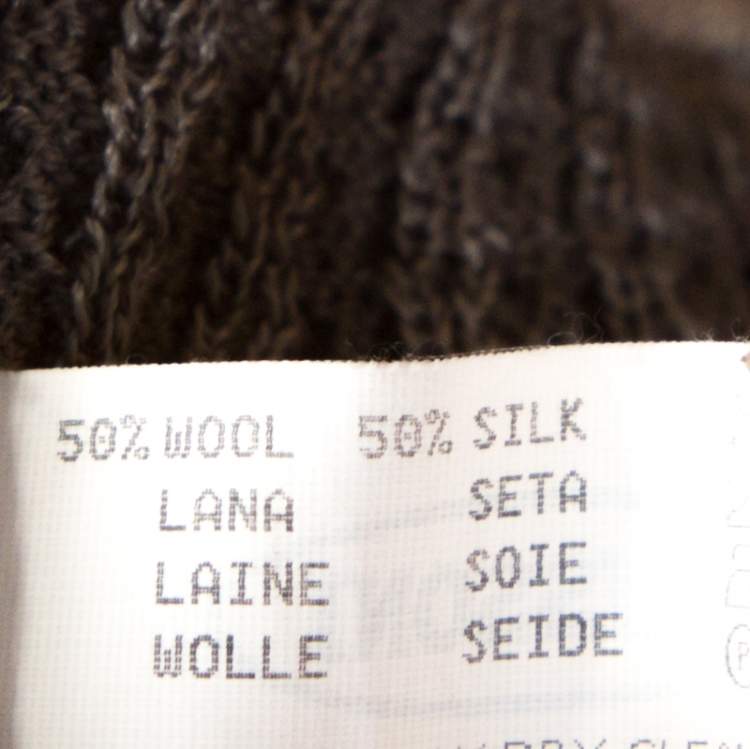 50% WOOL 50% SILK
LANA SETA
LAINE SOIE
WOLLE SEIDE
P